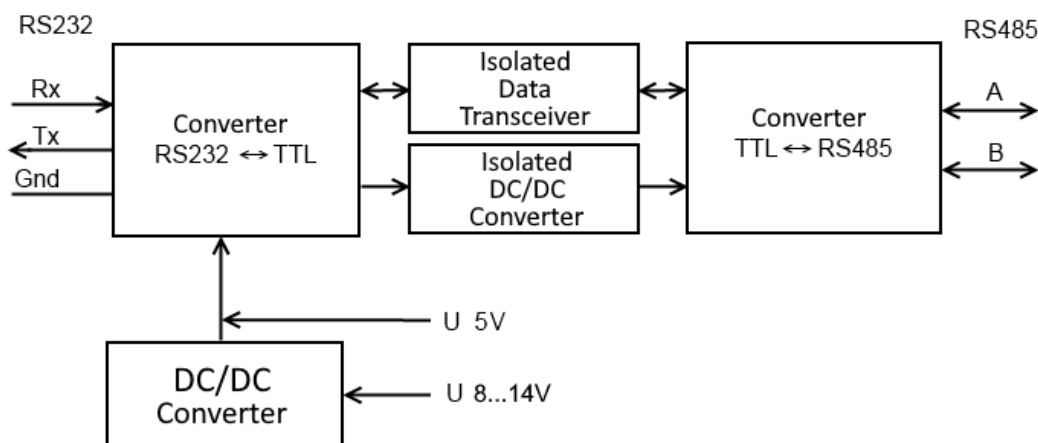 RS232
RS485
Rx
Tx
Gnd
Converter
RS232 ↔ TTL
Isolated
Data
Transceiver
Isolated
DC/DC
Converter
Converter
TTL ↔ RS485
A
B
U 5V
DC/DC
Converter
U 8...14V